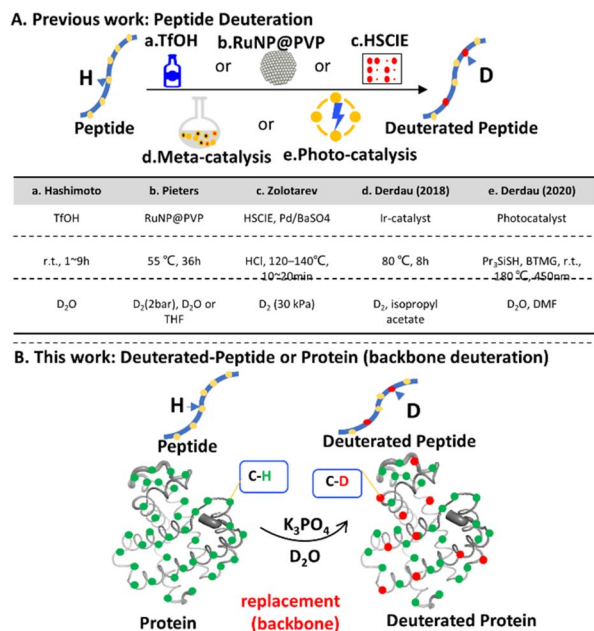 A. Previous work: Peptide Deuteration
a.TfOH
b.RuNP@PVP
c.HSCIE
H
or
or
D
Peptide
or
Deuterated Peptide
d.Meta-catalysis
e.Photo-catalysis
a. Hashimoto b. Pieters c. Zolotarev d. Derdau (2018) e. Derdau (2020)
TfOH RuNP@PVP HSCIE, Pd/BaSO4 Ir-catalyst Photocatalyst
r.t., 1~9h 55 ℃, 36h HCl, 120–140℃, 80 ℃, 8h Pr₃SiSH, BTMG, r.t.,
10~20min 180 ℃, 450nm
D₂O D₂(2bar), D₂O or D₂ (30 kPa) D₂, isopropyl D₂O, DMF
THF acetate
B. This work: Deuterated-Peptide or Protein (backbone deuteration)
H
D
Peptide
Deuterated Peptide
C-H
C-D
K₃PO₄
D₂O
replacement
(backbone)
Protein
Deuterated Protein